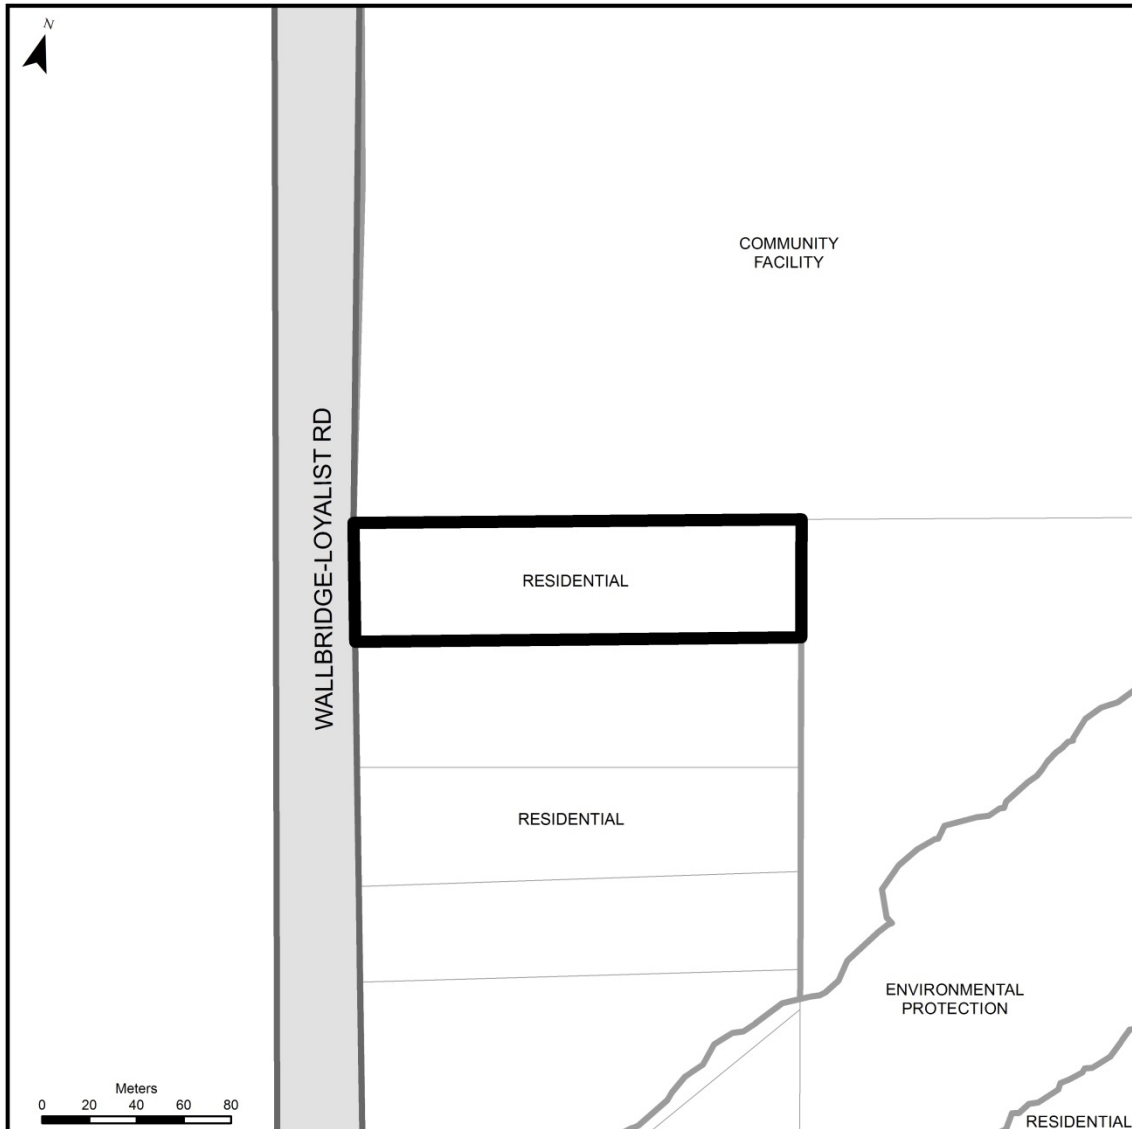 N
COMMUNITY
FACILITY
WALLBRIDGE-LOYALIST RD
RESIDENTIAL
RESIDENTIAL
ENVIRONMENTAL
PROTECTION
Meters
0 20 40 60 80
RESIDENTIAL